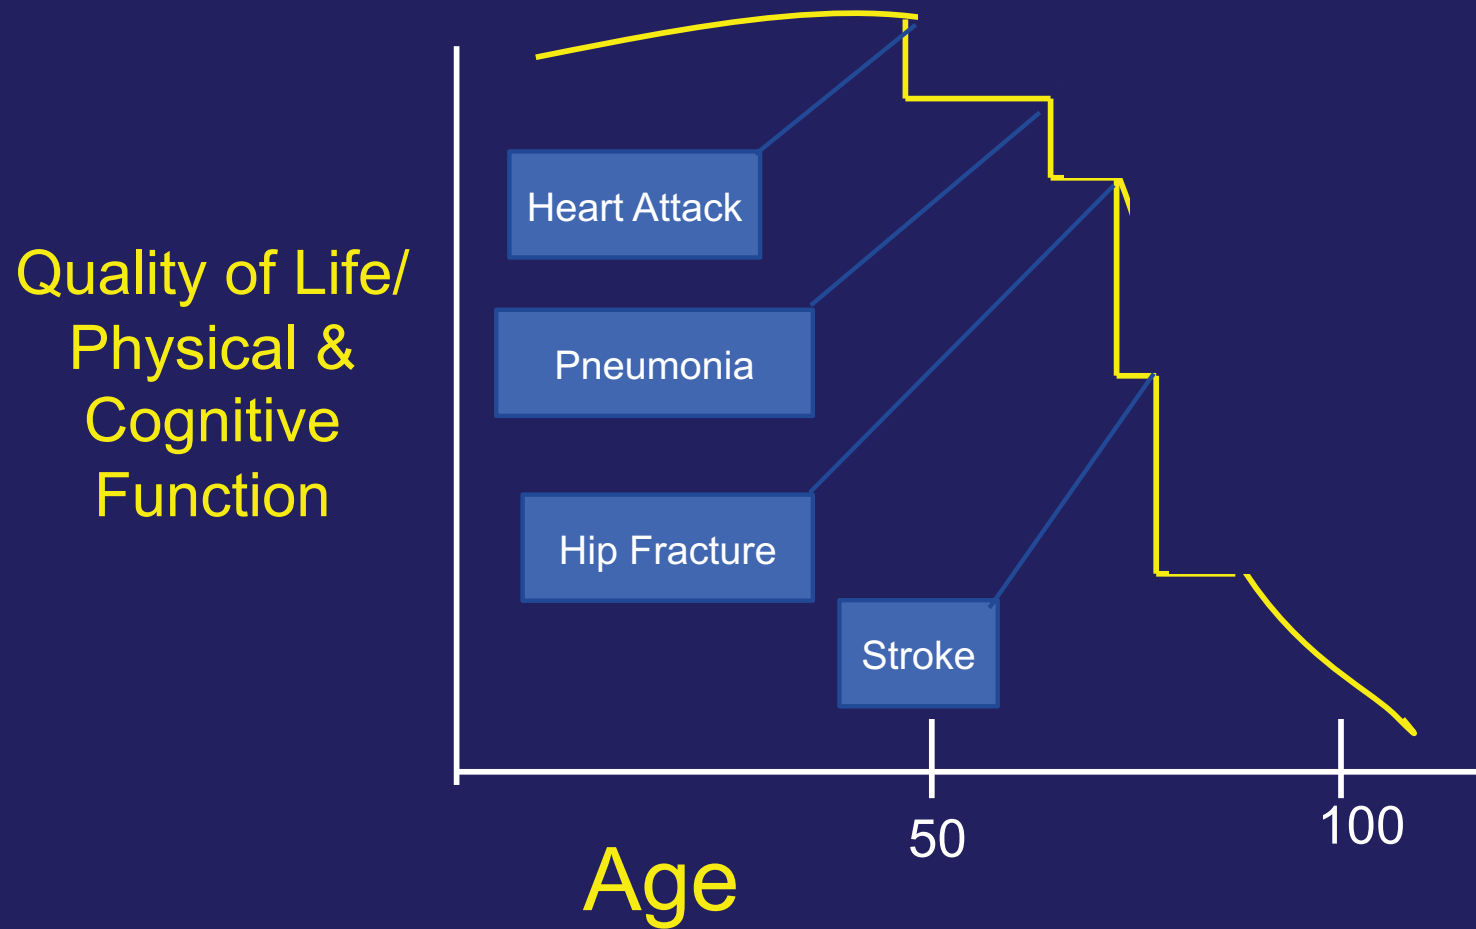 Quality of Life/
Physical &
Cognitive
Function
Heart Attack
Pneumonia
Hip Fracture
Stroke
50
100
Age